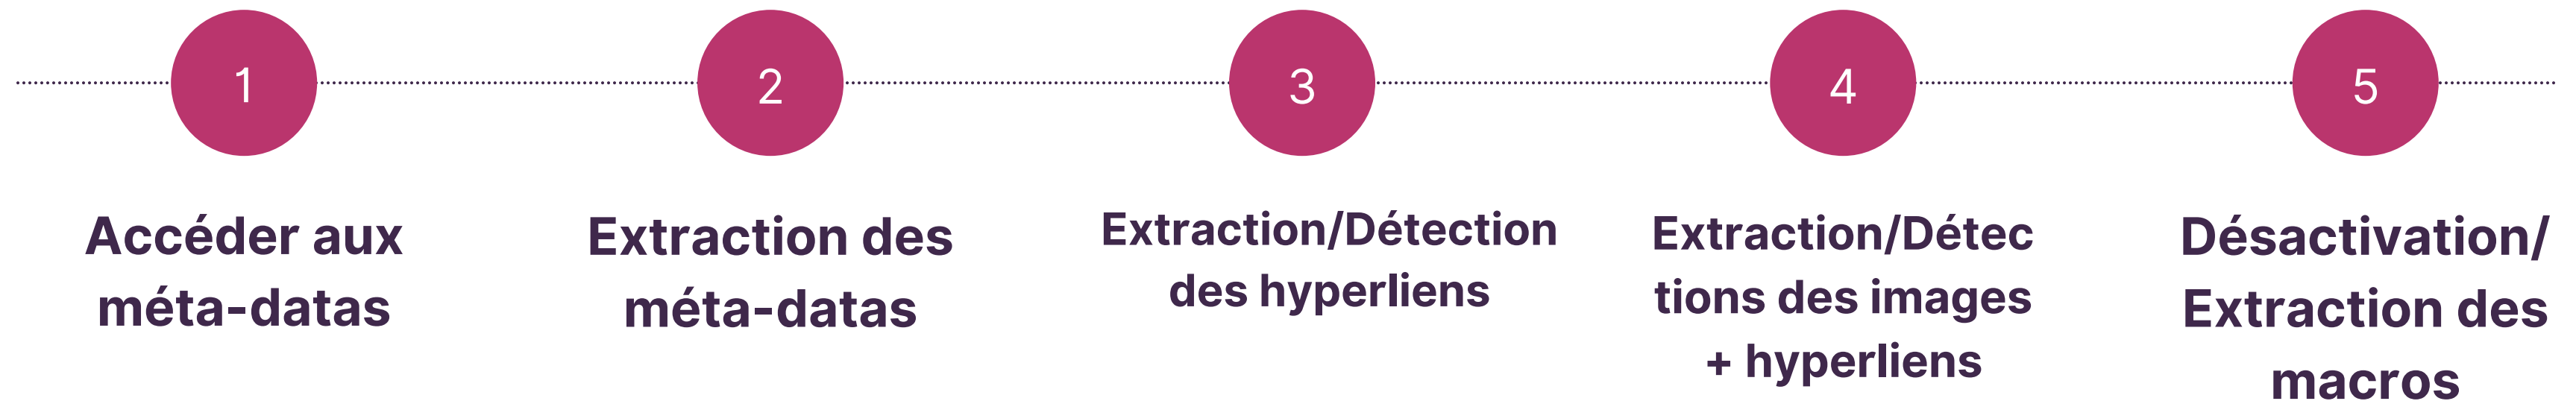 1
2
3
4
5
Accéder aux
méta-datas
Extraction des
méta-datas
Extraction/Détection
des hyperliens
Extraction/Détec
tions des images
+ hyperliens
Désactivation/
Extraction des
macros